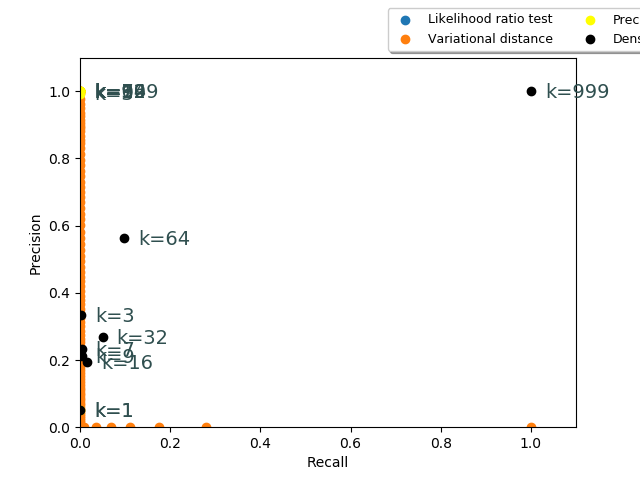 Likelihood ratio test
Variational distance
Prec
Dens
1.0
0.8
0.6
0.4
0.2
0.0
Precision
k=999
k=64
k=3
k=32
k=7
k=9
k=16
k=1
0.0 0.2 0.4 0.6 0.8 1.0
Recall